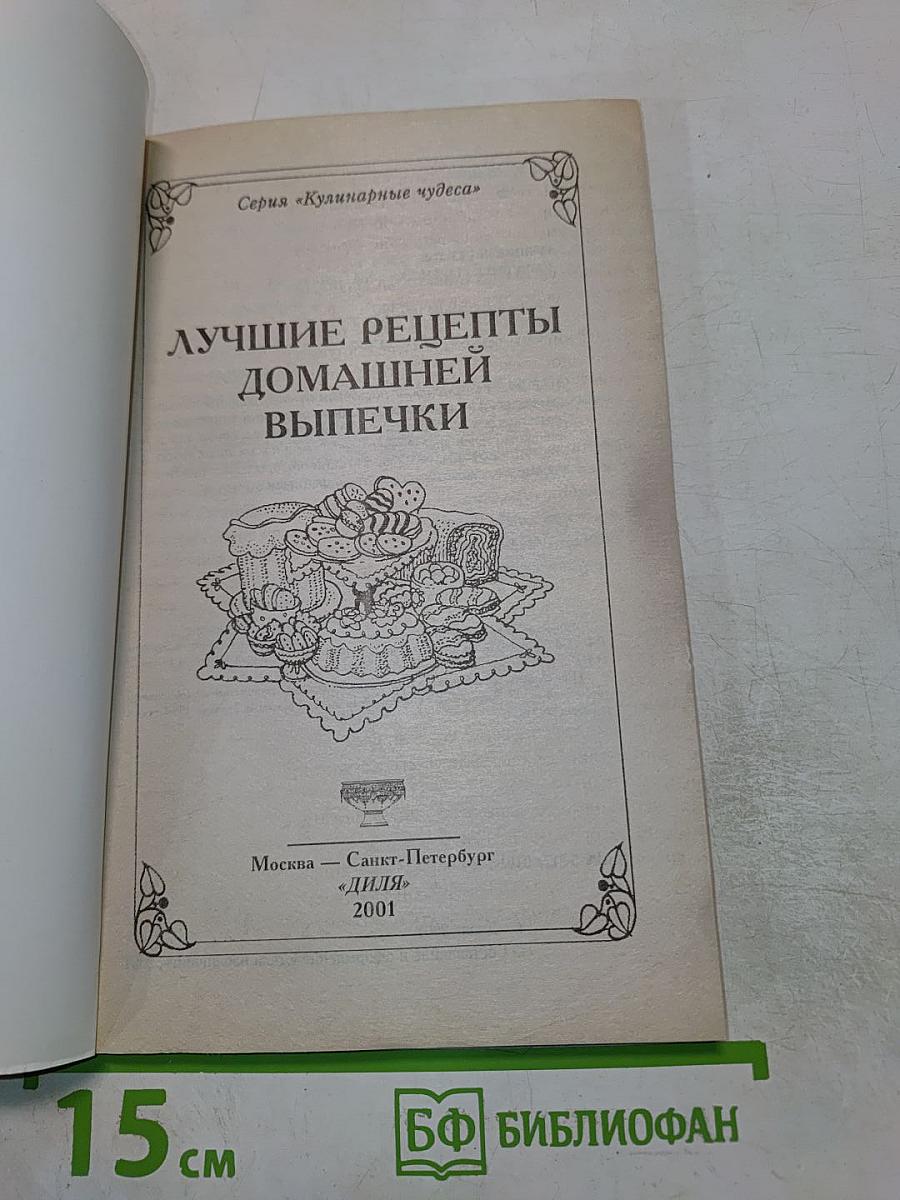 Серия «Кулинарные чудеса»
ЛУЧШИЕ РЕЦЕПТЫ
ДОМАШНЕЙ
ВЫПЕЧКИ
Москва — Санкт-Петербург
«ДИЛЯ»
2001
15 см
БФ БИБЛИОФАН